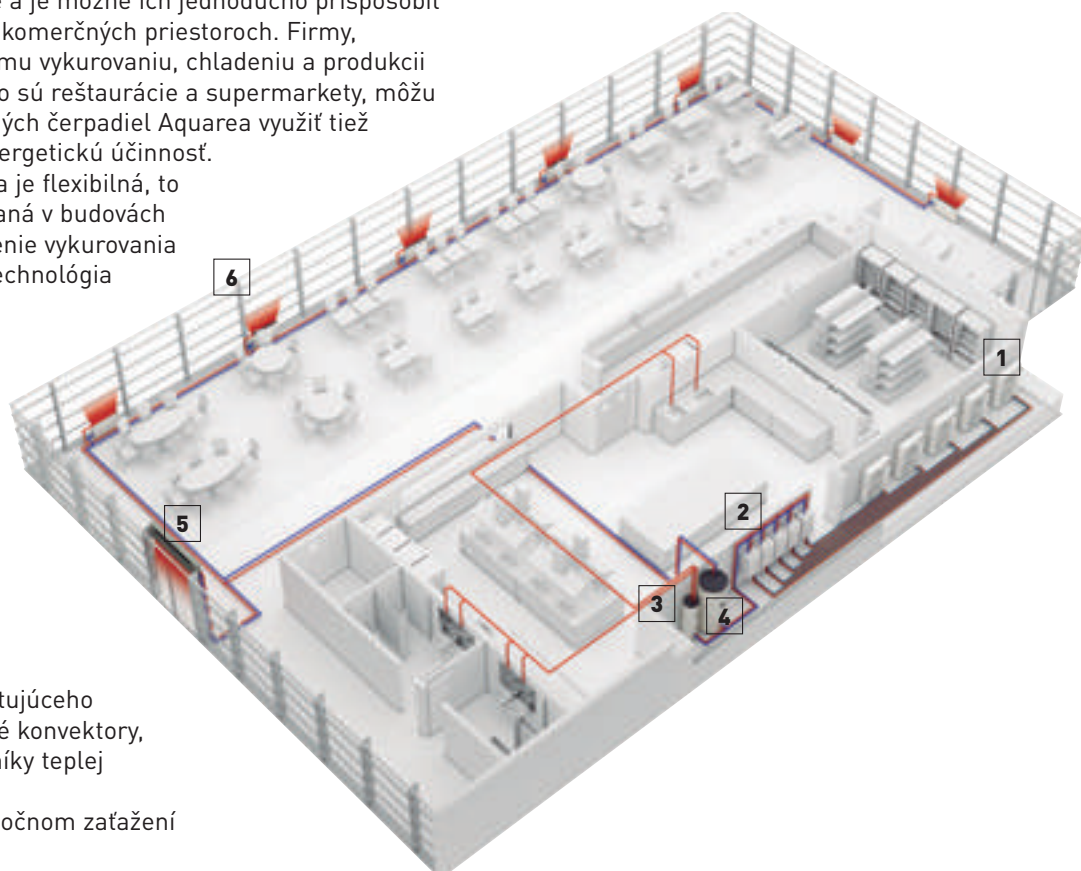 a je možné ich jednoducho prispôsobiť
komerčných priestoroch. Firmy,
mu vykurovaniu, chladeniu a produkcii
o sú reštaurácie a supermarkety, môžu
ých čerpadiel Aquarea využiť tiež
ergetickú účinnosť.
a je flexibilná, to
aná v budovách
enie vykurovania
echnológia
6
1
5
2
3
4
tujúceho
é konvektory,
íky teplej
očnom zaťažení